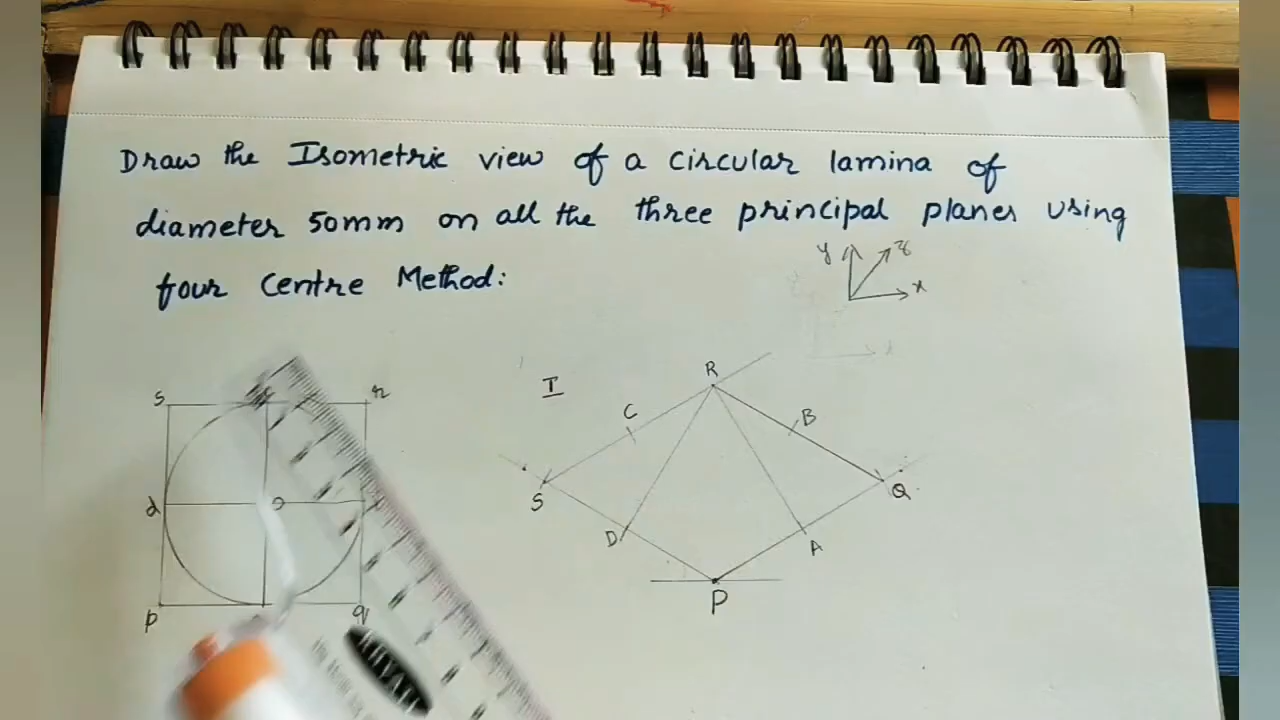 Draw the Isometric view of a circular lamina of
diameter 50mm on all the three principal planes using
four Centre Method:
y z
x
I
R
s r
C B
S Q
d o
D A
P
p q